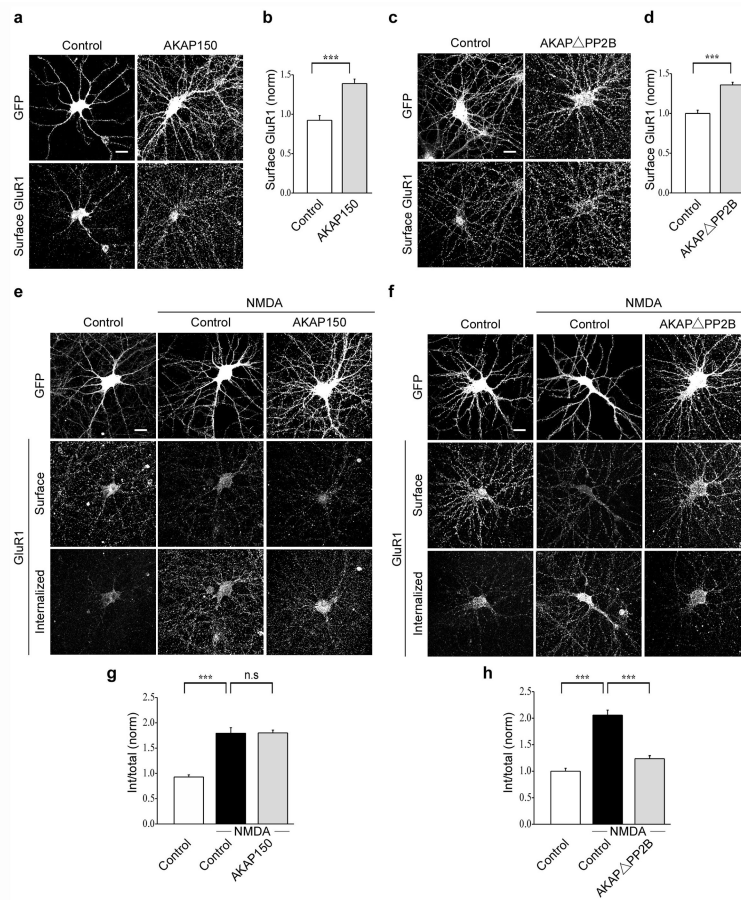 a
Control AKAP150
GFP
Surface GluR1
b
***
Surface GluR1 (norm)
1.5
1.0
0.5
0.0
Control
AKAP150
c
Control AKAP△PP2B
GFP
Surface GluR1
d
***
Surface GluR1 (norm)
1.5
1.0
0.5
0.0
Control
AKAP△PP2B
e
NMDA
Control Control AKAP150
GFP
GluR1
Surface
Internalized
f
NMDA
Control Control AKAP△PP2B
GFP
GluR1
Surface
Internalized
g
*** n.s
Int/total (norm)
2.5
2.0
1.5
1.0
0.5
0.0
NMDA
Control
Control
AKAP150
h
*** ***
Int/total (norm)
2.5
2.0
1.5
1.0
0.5
0.0
NMDA
Control
Control
AKAP△PP2B